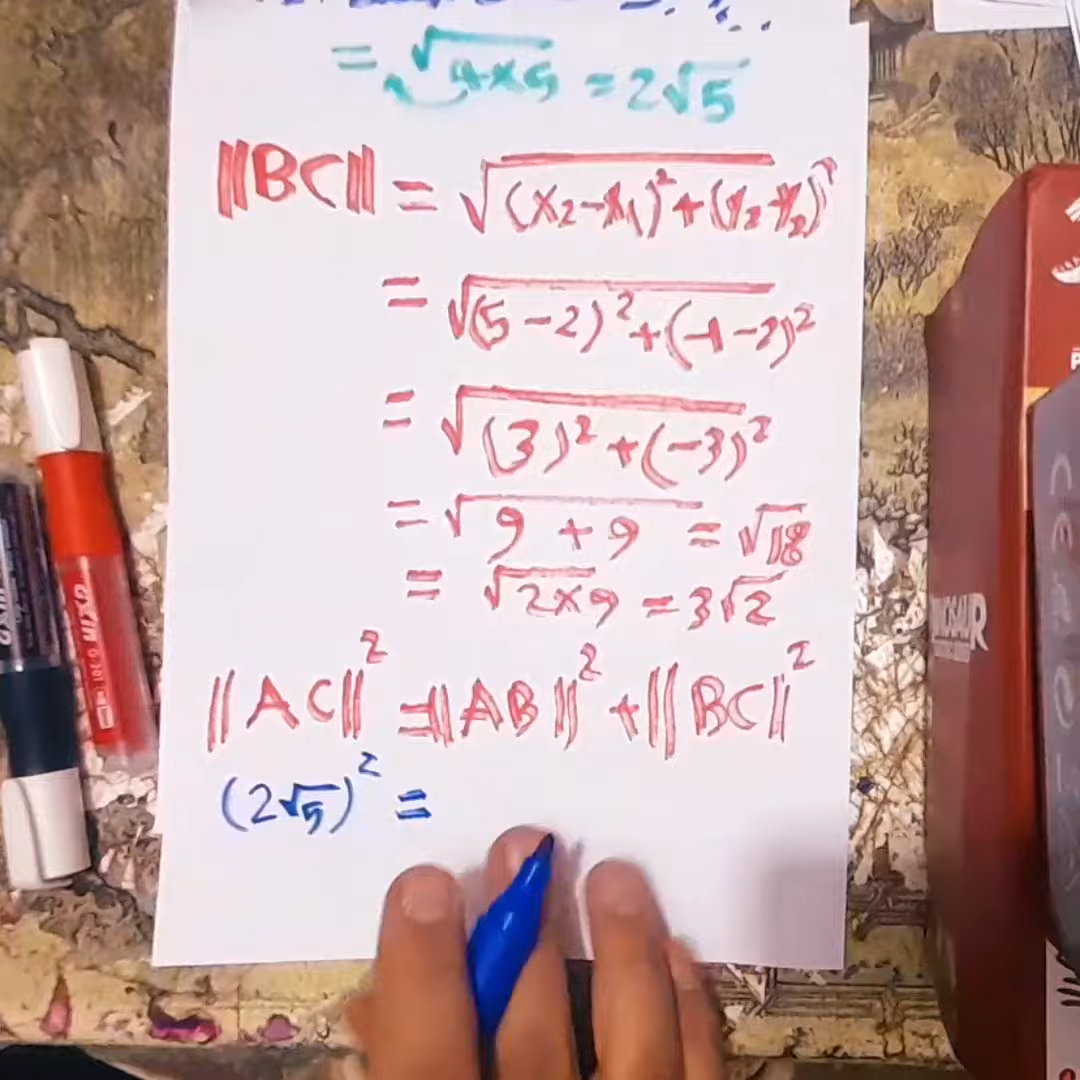 = √4×5 = 2√5
||BC|| = √(x₂-x₁)²+(y₂-y₂)²
= √(5-2)²+(-1-2)²
= √(3)²+(-3)²
= √9+9 = √18
= √2×9 = 3√2
||AC||² = ||AB||² + ||BC||²
(2√5)² =